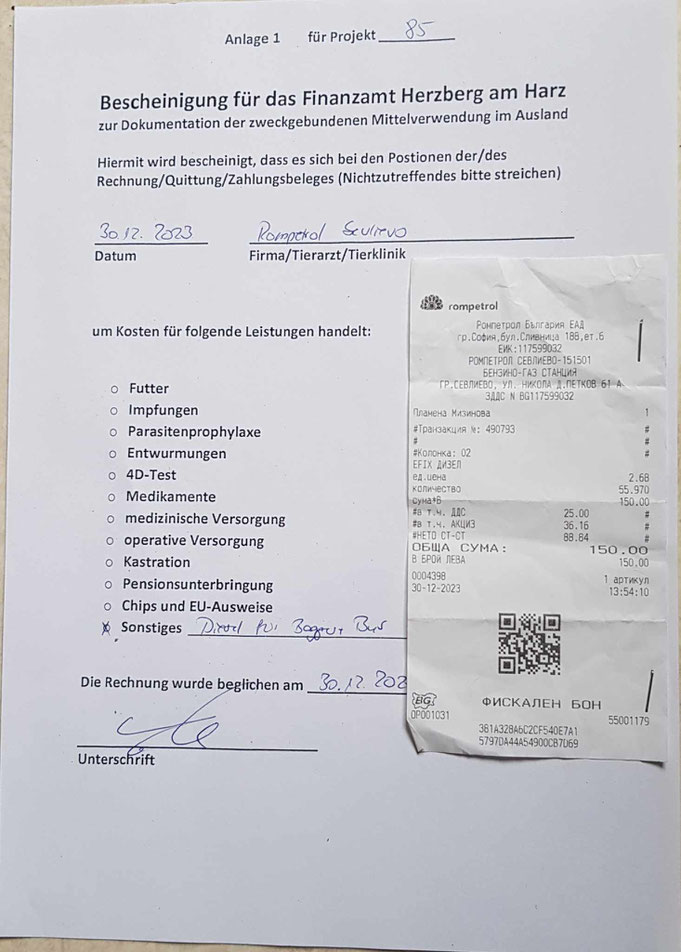 Anlage 1 für Projekt 85
Bescheinigung für das Finanzamt Herzberg am Harz
zur Dokumentation der zweckgebundenen Mittelverwendung im Ausland
Hiermit wird bescheinigt, dass es sich bei den Postionen der/des
Rechnung/Quittung/Zahlungsbeleges (Nichtzutreffendes bitte streichen)
30.12.2023 Rompetrol Sevlievo
Datum Firma/Tierarzt/Tierklinik
um Kosten für folgende Leistungen handelt:
Futter
Impfungen
Parasitenprophylaxe
Entwurmungen
4D-Test
Medikamente
medizinische Versorgung
operative Versorgung
Kastration
Pensionsunterbringung
Chips und EU-Ausweise
Sonstiges Diesel für
Die Rechnung wurde beglichen am 30.12.202
Unterschrift
rompetrol
Ромпетрол България ЕАД
гр.София,бул.Сливница 188,ет.6
ЕИК:117599032
РОМПЕТРОЛ СЕВЛИЕВО-151501
БЕНЗИНО-ГАЗ СТАНЦИЯ
ГР.СЕВЛИЕВО, УЛ. НИКОЛА Д.ПЕТКОВ 61 А
ЗДДС N BG117599032
Пламена Мизинова 1
#Транзакция №: 490793 #
# #
#Колонка: 02 #
EFIX ДИЗЕЛ
ед.цена 2.68
количество 55.970
сума*В 150.00
#в т.ч. ДДС 25.00 #
#в т.ч. АКЦИЗ 36.16 #
#НЕТО СТ-СТ 88.84 #
ОБЩА СУМА: 150.00
В БРОЙ ЛЕВА 150.00
0004398 1 артикул
30-12-2023 13:54:10
BG ФИСКАЛЕН БОН
OP001031 55001179
381A328A6C2CF540E7A1
5797DA44A54900CB7D69